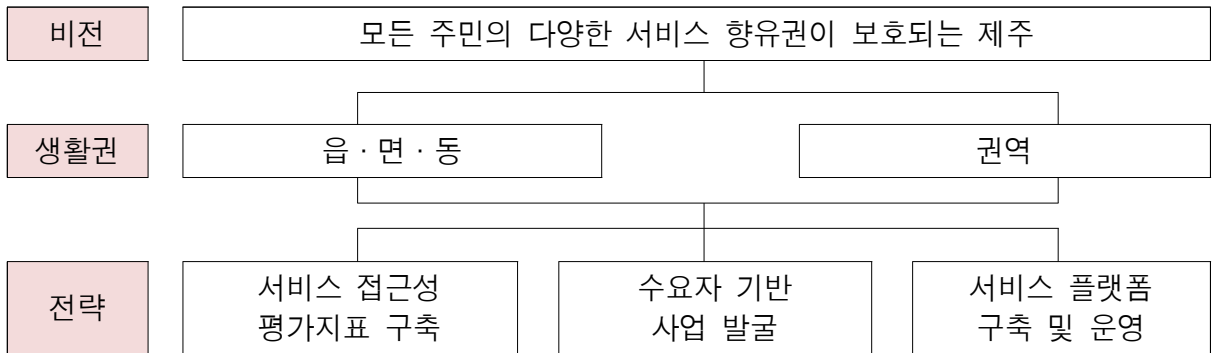 비전
모든 주민의 다양한 서비스 향유권이 보호되는 제주
생활권
읍·면·동
권역
전략
서비스 접근성
평가지표 구축
수요자 기반
사업 발굴
서비스 플랫폼
구축 및 운영